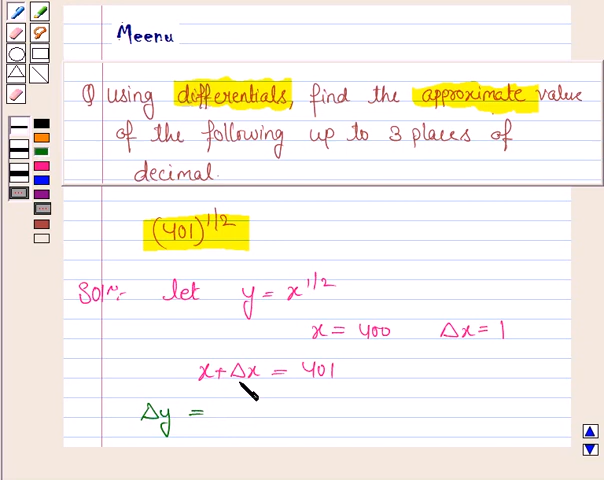 Meenu
Q Using differentials, find the approximate value
of the following up to 3 places of
decimal.
(401)^1/2
Soln:- let y = x^1/2
x = 400 Δx = 1
x + Δx = 401
Δy =